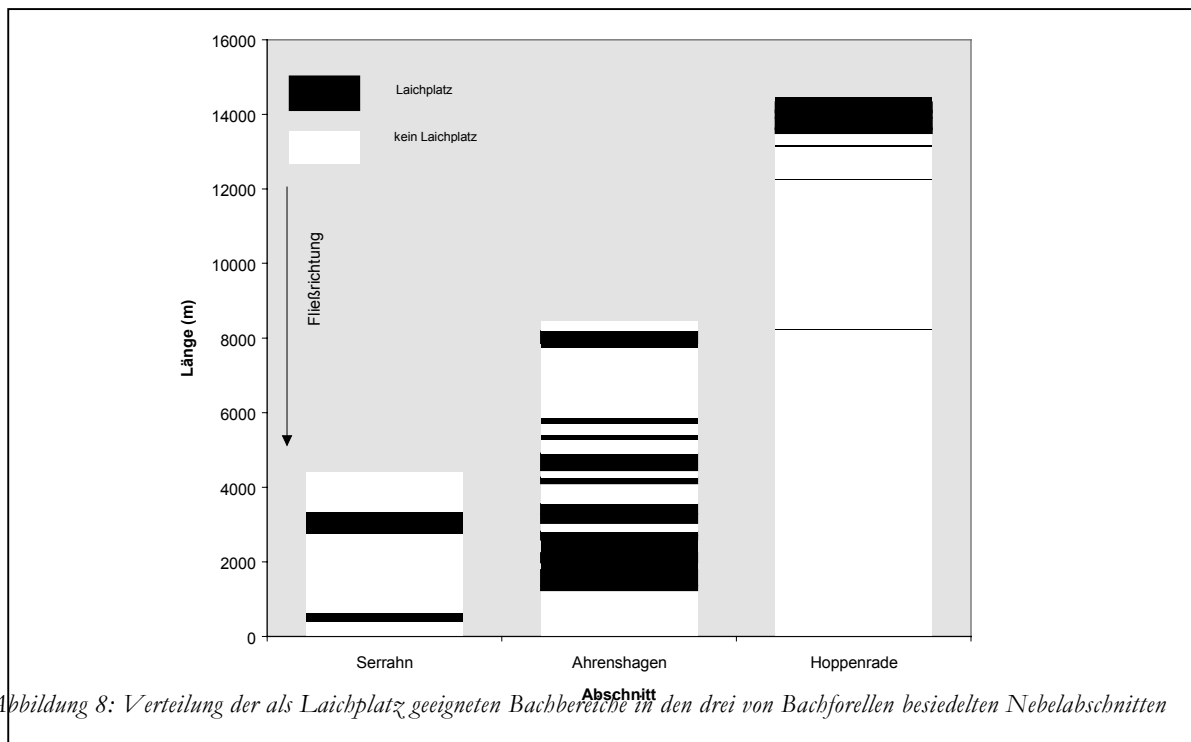 16000
14000
12000
10000
8000
6000
4000
2000
0
Länge (m)
Laichplatz
kein Laichplatz
Fließrichtung
Serrahn
Ahrenshagen
Hoppenrade
Abschnitt
Abbildung 8: Verteilung der als Laichplatz geeigneten Bachbereiche in den drei von Bachforellen besiedelten Nebelabschnitten